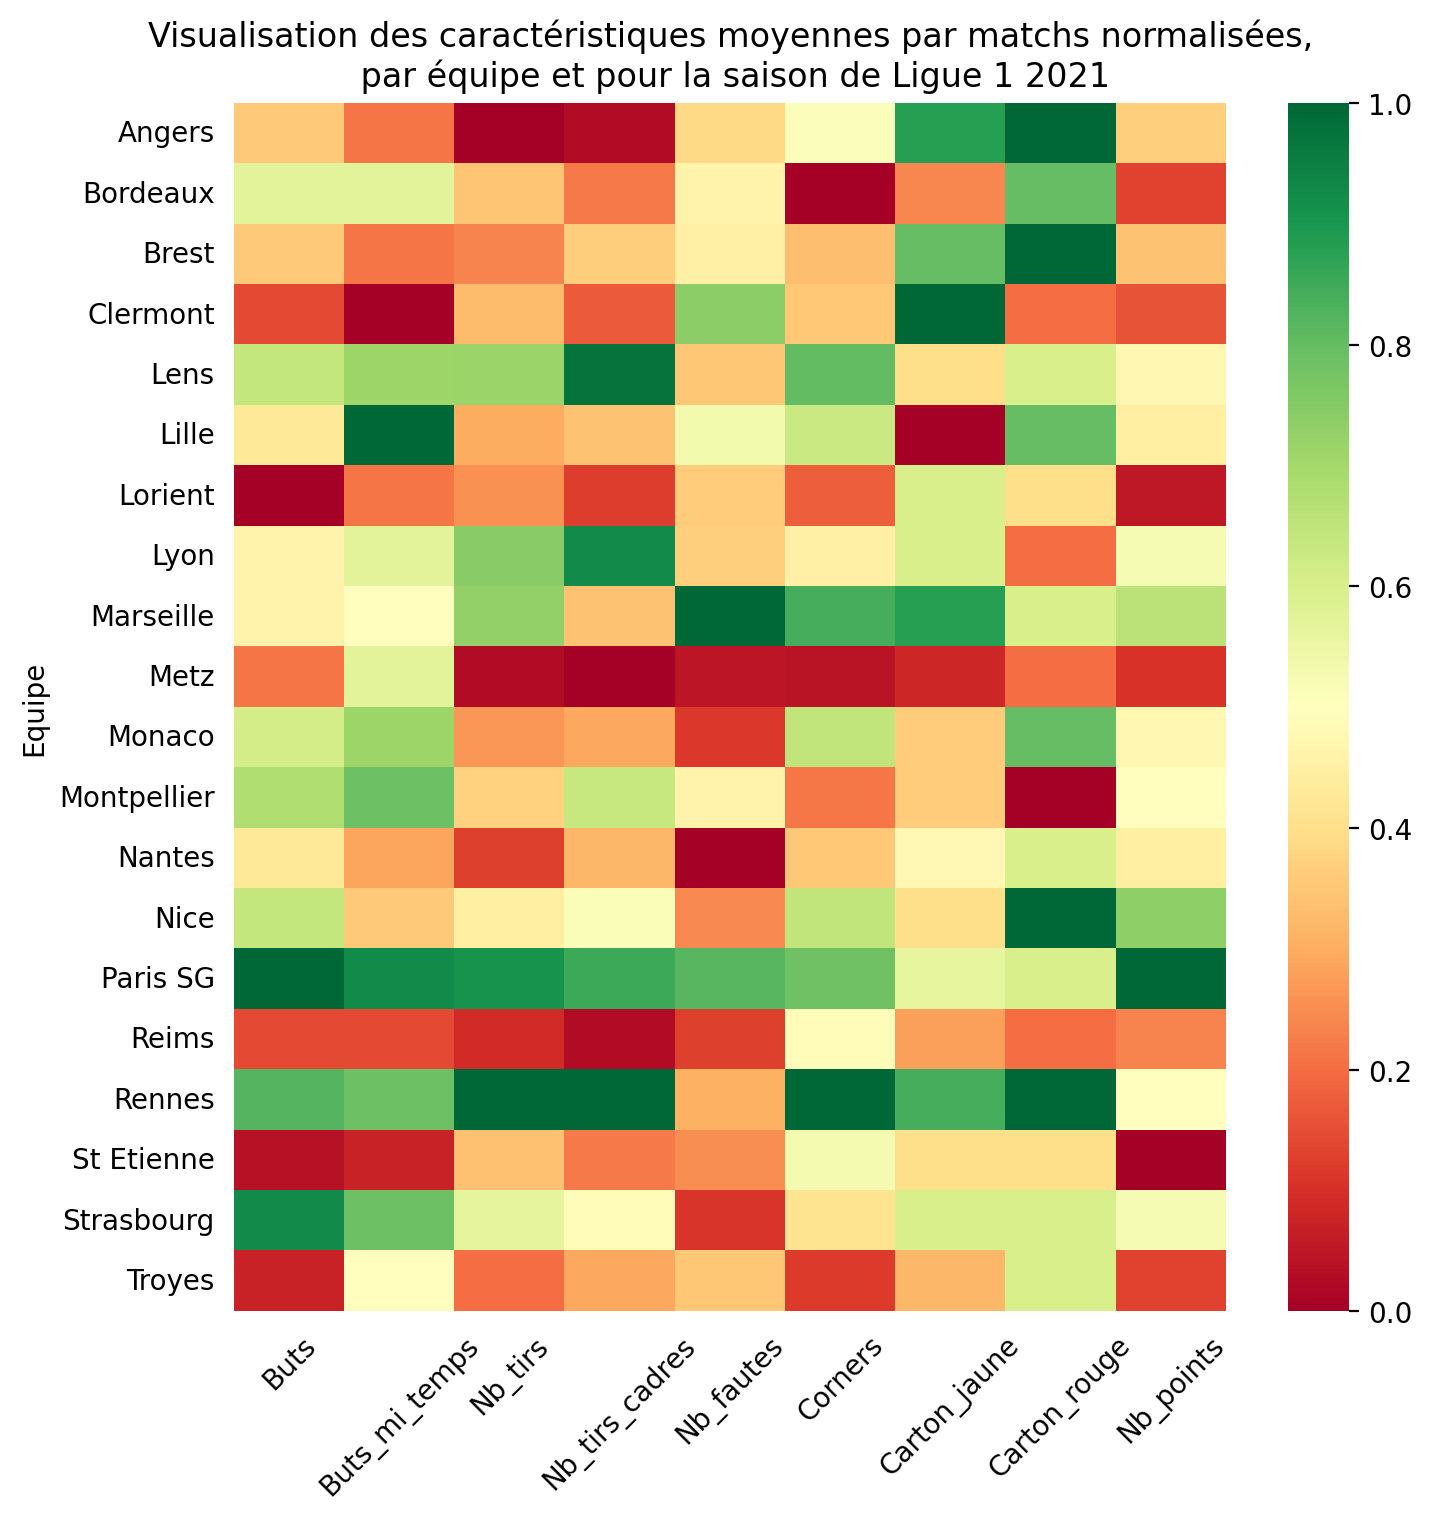 Visualisation des caractéristiques moyennes par matchs normalisées,
par équipe et pour la saison de Ligue 1 2021
Equipe
Angers
Bordeaux
Brest
Clermont
Lens
Lille
Lorient
Lyon
Marseille
Metz
Monaco
Montpellier
Nantes
Nice
Paris SG
Reims
Rennes
St Etienne
Strasbourg
Troyes
Buts
Buts_mi_temps
Nb_tirs
Nb_tirs_cadres
Nb_fautes
Corners
Carton_jaune
Carton_rouge
Nb_points
1.0
0.8
0.6
0.4
0.2
0.0